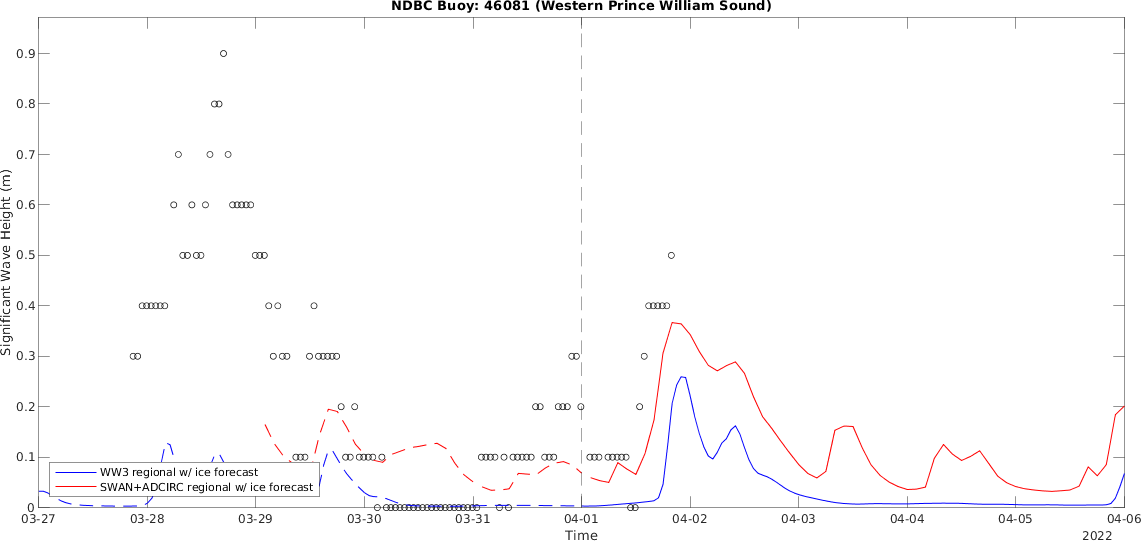 NDBC Buoy: 46081 (Western Prince William Sound)
Significant Wave Height (m)
0.9
0.8
0.7
0.6
0.5
0.4
0.3
0.2
0.1
0
WW3 regional w/ ice forecast
SWAN+ADCIRC regional w/ ice forecast
03-27 03-28 03-29 03-30 03-31 04-01 04-02 04-03 04-04 04-05 04-06
Time
2022